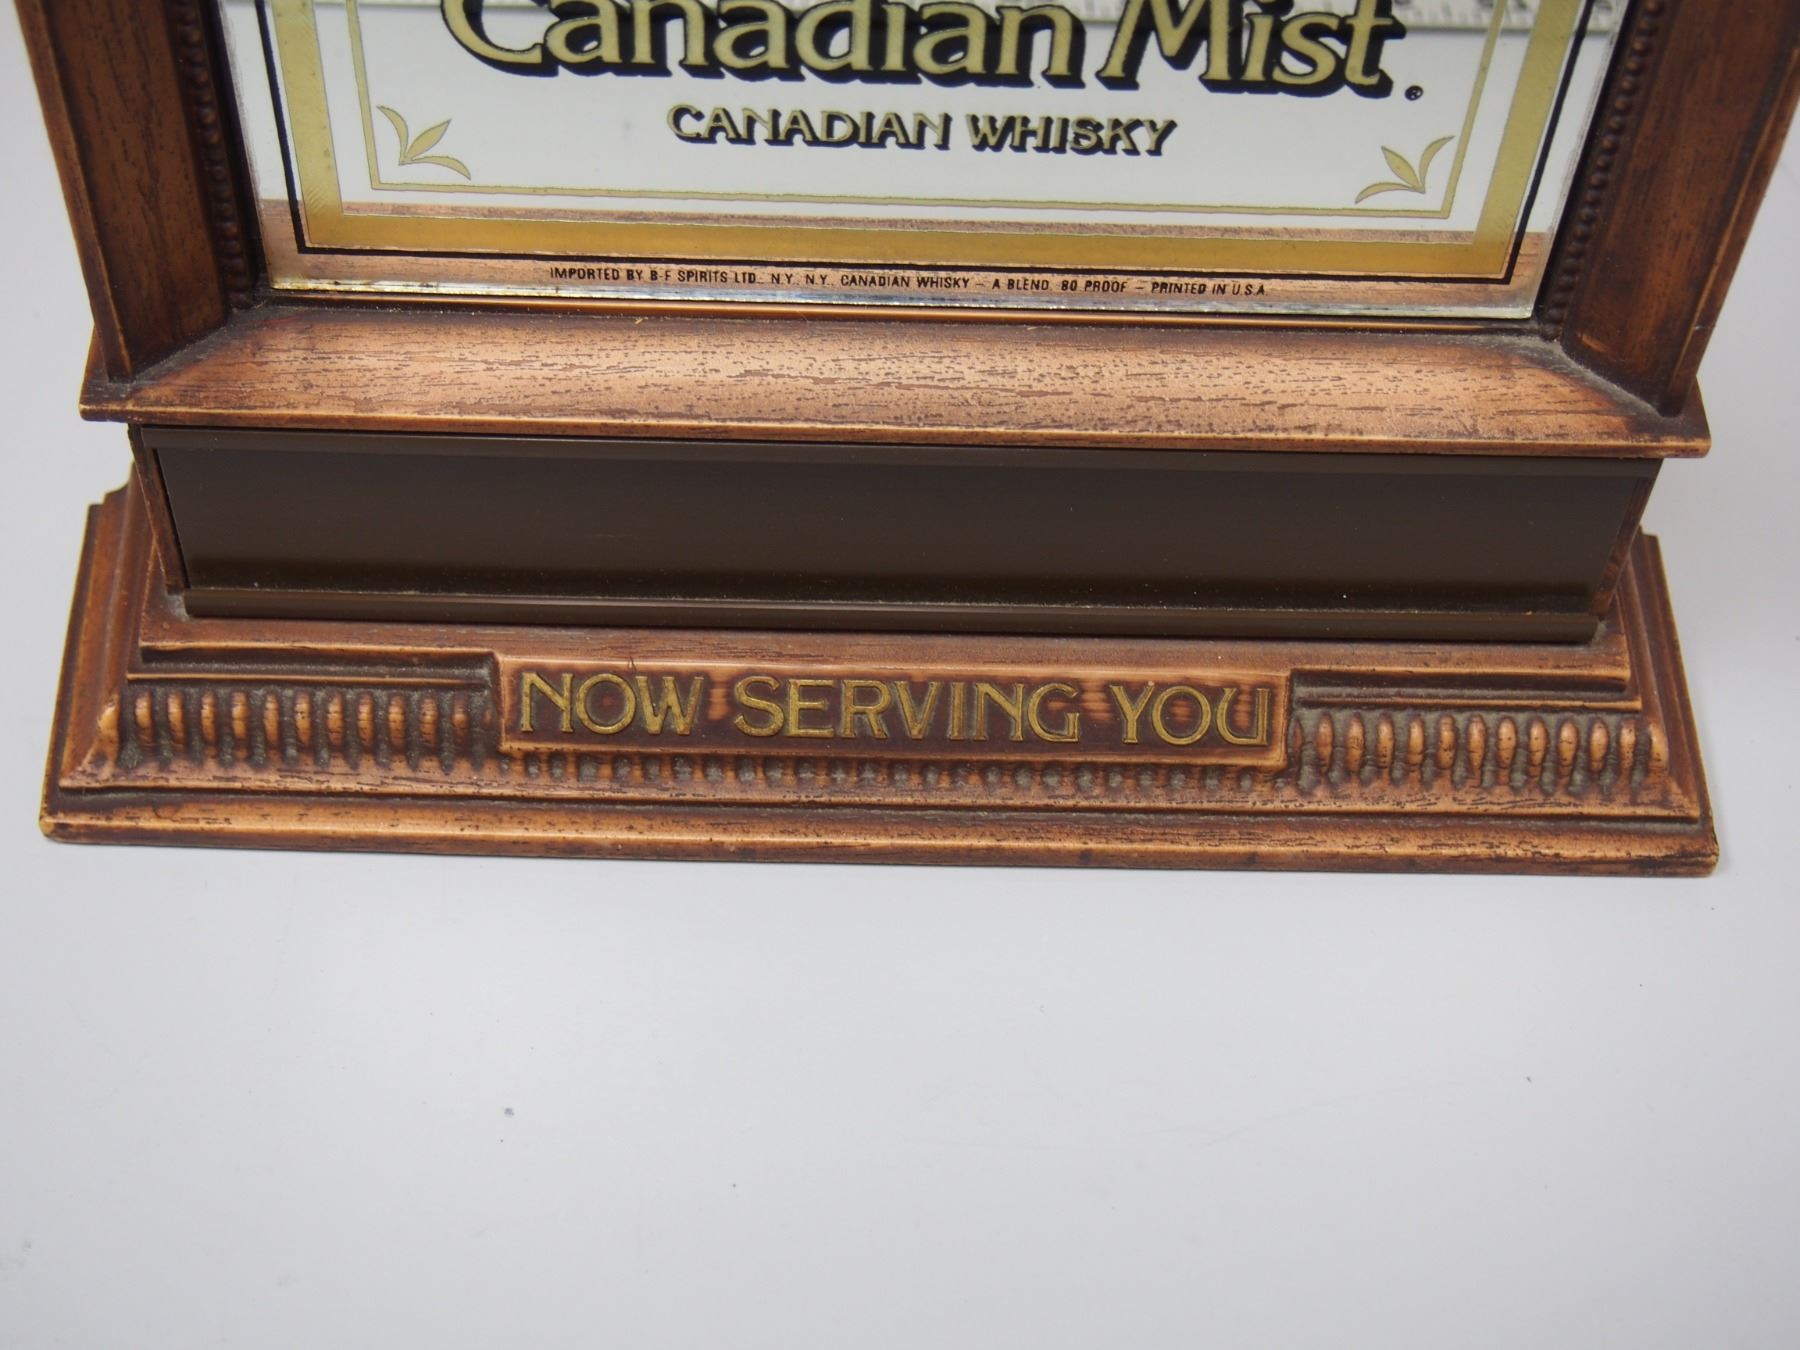 Canadian Mist®
CANADIAN WHISKY
IMPORTED BY B-F SPIRITS LTD., N.Y., N.Y., CANADIAN WHISKY – A BLEND, 80 PROOF – PRINTED IN U.S.A.
NOW SERVING YOU